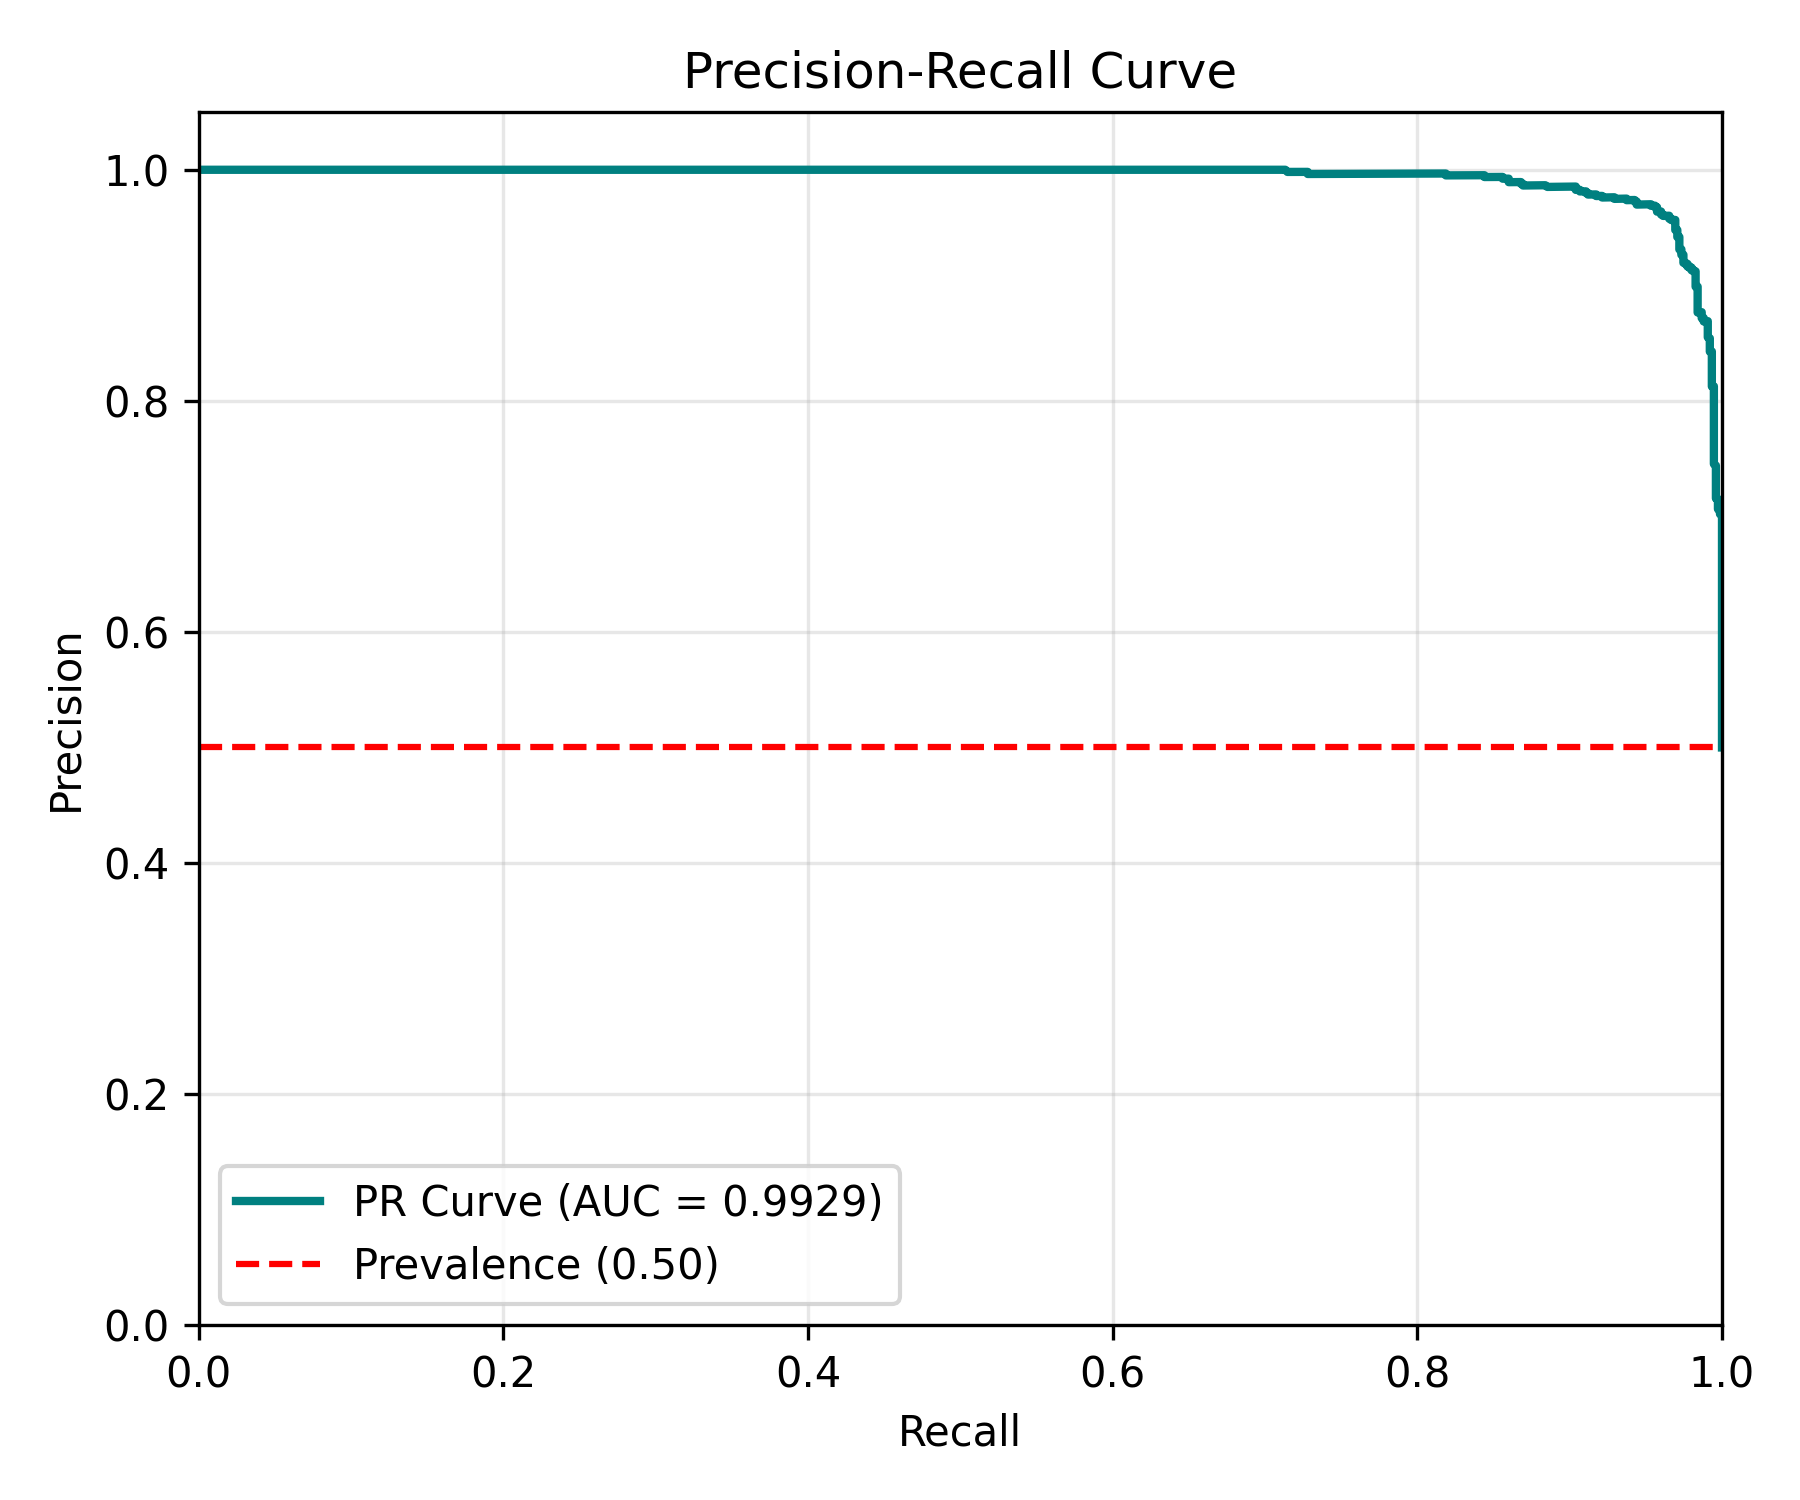 Precision-Recall Curve
1.0
0.8
0.6
0.4
0.2
0.0
Precision
PR Curve (AUC = 0.9929)
Prevalence (0.50)
0.0 0.2 0.4 0.6 0.8 1.0
Recall